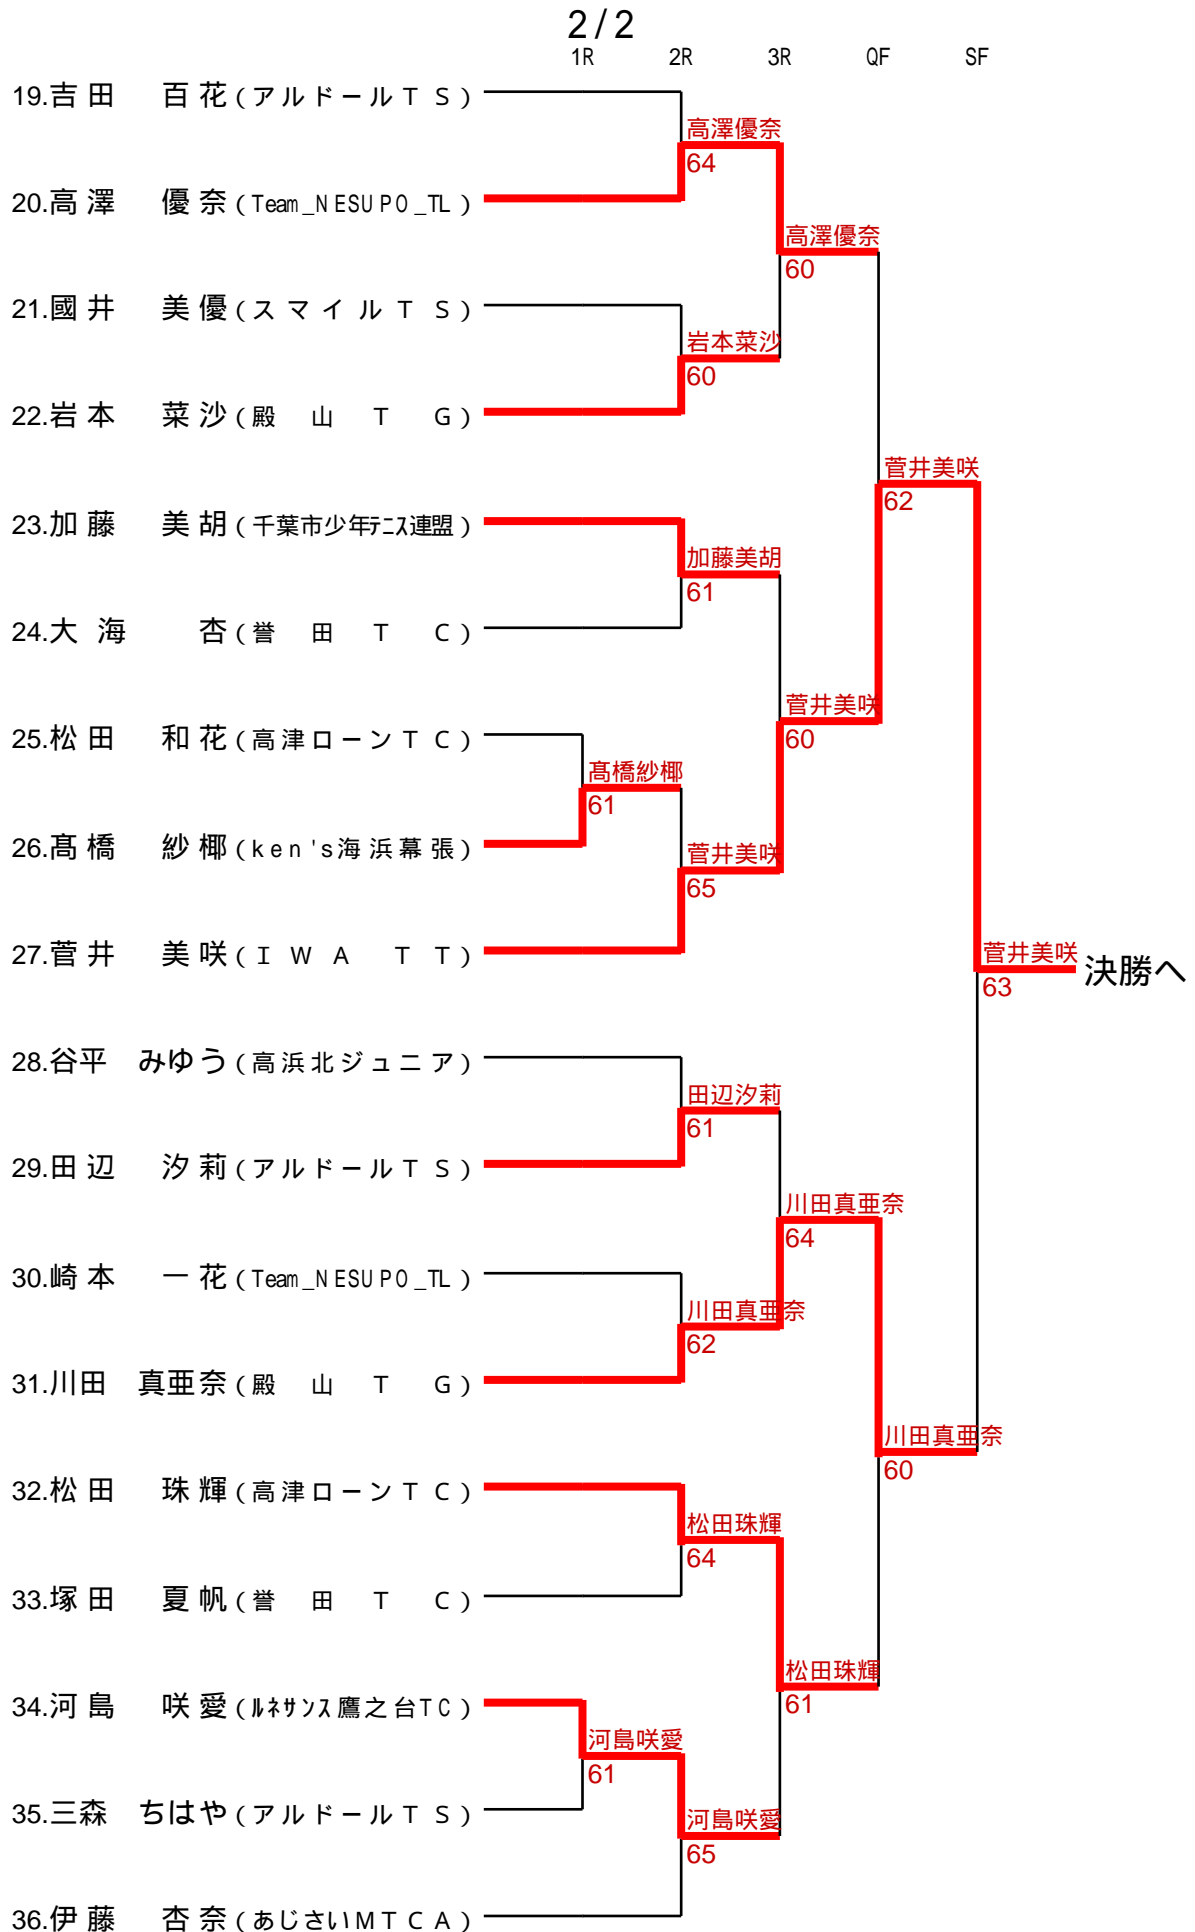 2/2
1R 2R 3R QF SF
19.吉田 百花(アルドールTS)
高澤優奈
64
20.高澤 優奈(Team_NESUPO_TL)
高澤優奈
60
21.國井 美優(スマイルTS)
岩本菜沙
60
22.岩本 菜沙(殿山TG)
菅井美咲
62
23.加藤 美胡(千葉市少年テニス連盟)
加藤美胡
61
24.大海 杏(誉田TC)
菅井美咲
60
25.松田 和花(高津ローンTC)
髙橋紗椰
61
26.髙橋 紗椰(ken's海浜幕張)
菅井美咲
65
27.菅井 美咲(IWA TT)
菅井美咲
63
決勝へ
28.谷平 みゆう(高浜北ジュニア)
田辺汐莉
61
29.田辺 汐莉(アルドールTS)
川田真亜奈
64
30.崎本 一花(Team_NESUPO_TL)
川田真亜奈
62
31.川田 真亜奈(殿山TG)
川田真亜奈
60
32.松田 珠輝(高津ローンTC)
松田珠輝
64
33.塚田 夏帆(誉田TC)
松田珠輝
61
34.河島 咲愛(ルネサンス鷹之台TC)
河島咲愛
61
35.三森 ちはや(アルドールTS)
河島咲愛
65
36.伊藤 杏奈(あじさいMTCA)